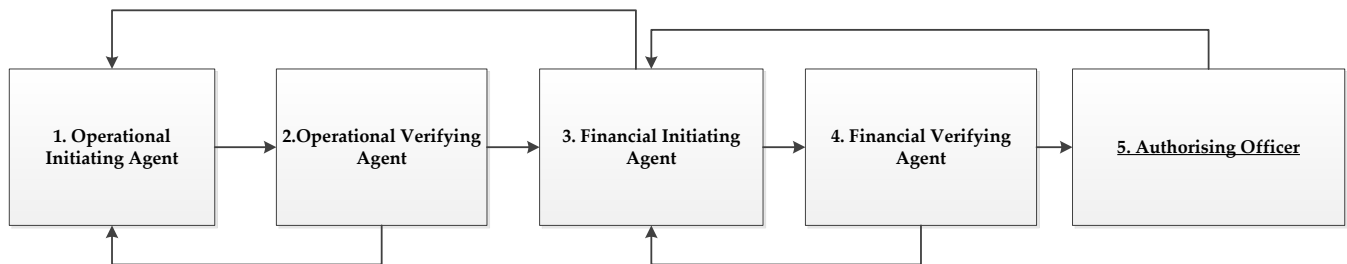 1. Operational
Initiating Agent
2.Operational Verifying
Agent
3. Financial Initiating
Agent
4. Financial Verifying
Agent
5. Authorising Officer